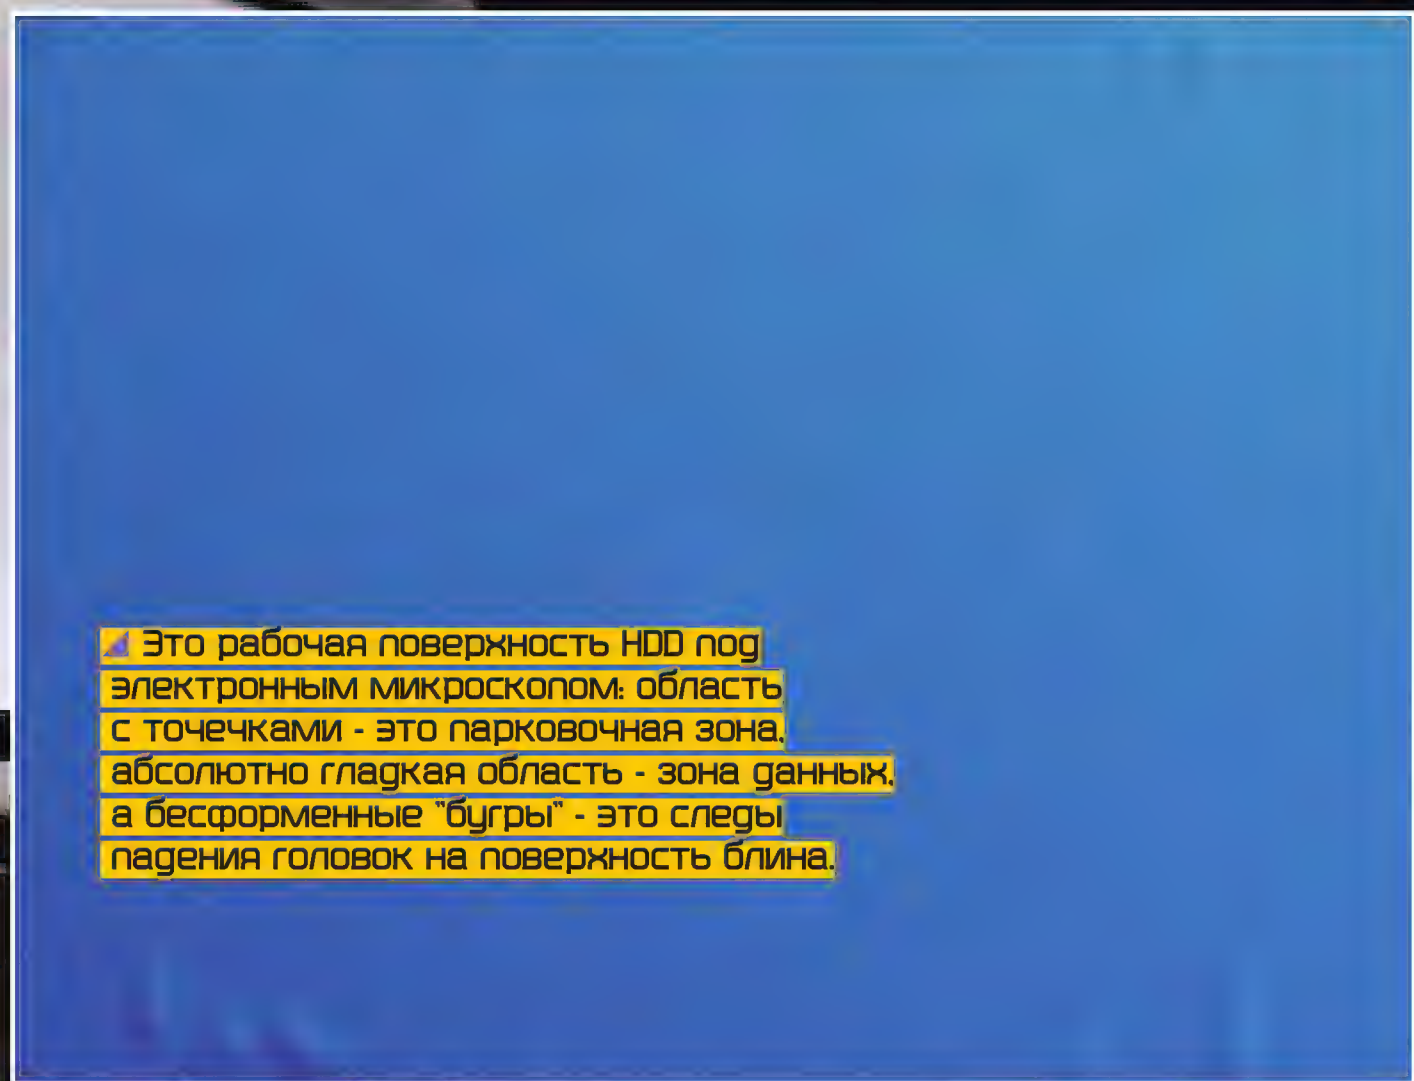 Это рабочая поверхность HDD под
электронным микроскопом: область
с точечками - это парковочная зона,
абсолютно гладкая область - зона данных,
а бесформенные "бугры" - это следы
падения головок на поверхность блина.